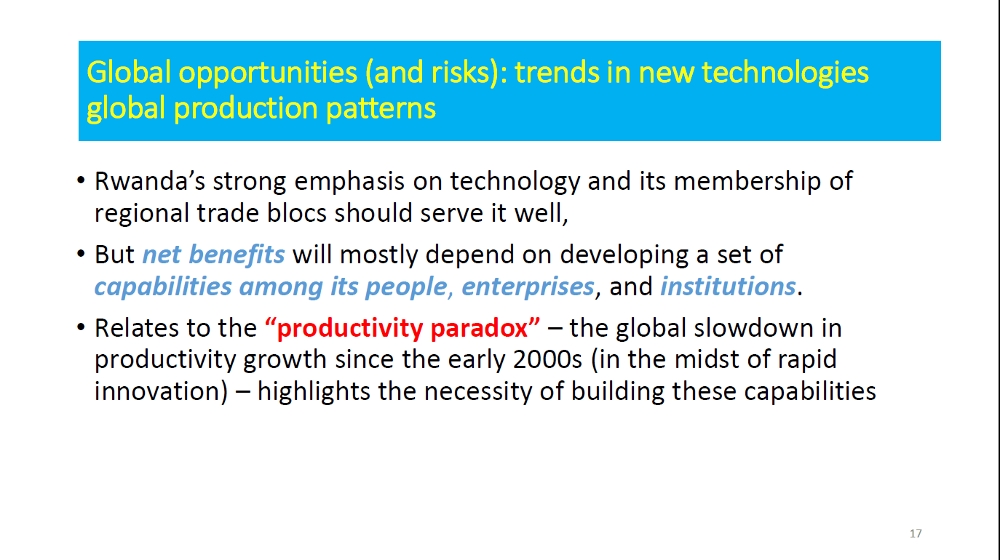 Global opportunities (and risks): trends in new technologies
global production patterns
• Rwanda’s strong emphasis on technology and its membership of
regional trade blocs should serve it well,
• But net benefits will mostly depend on developing a set of
capabilities among its people, enterprises, and institutions.
• Relates to the “productivity paradox” – the global slowdown in
productivity growth since the early 2000s (in the midst of rapid
innovation) – highlights the necessity of building these capabilities
17